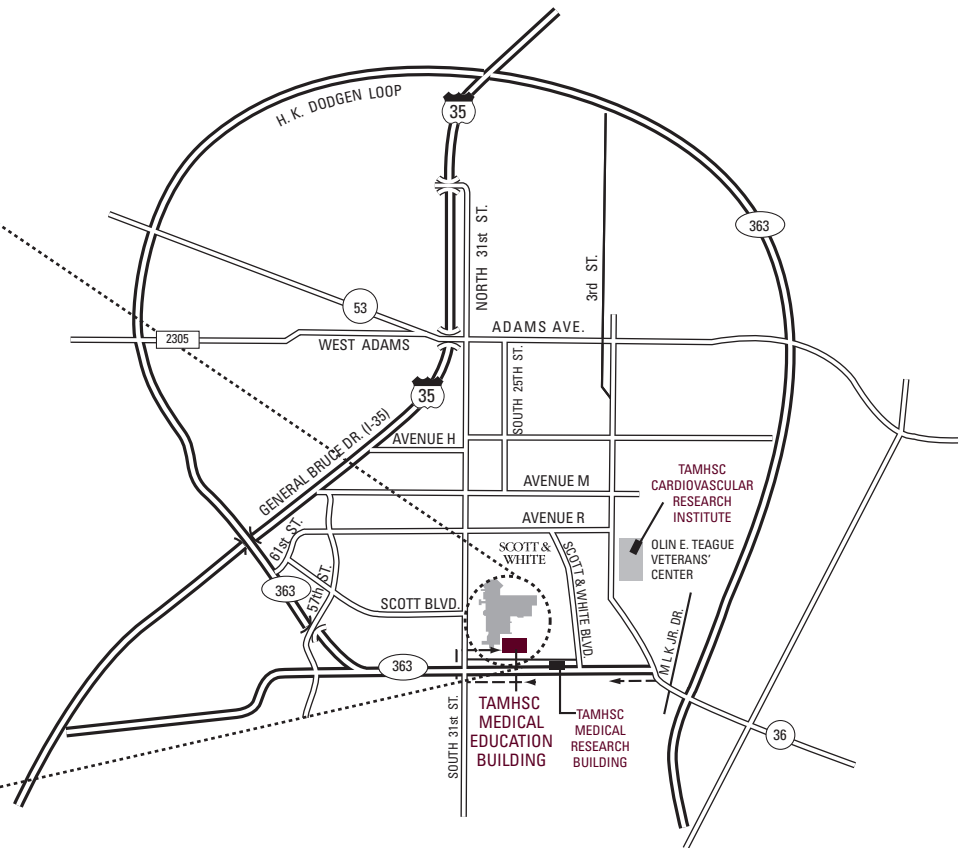 H. K. DODGEN LOOP
35
363
NORTH 31st ST.
3rd ST.
53
2305
WEST ADAMS
ADAMS AVE.
SOUTH 25TH ST.
35
GENERAL BRUCE DR. (I-35)
AVENUE H
AVENUE M
AVENUE R
TAMHSC
CARDIOVASCULAR
RESEARCH
INSTITUTE
OLIN E. TEAGUE
VETERANS'
CENTER
61st ST.
57th ST.
363
SCOTT &
WHITE
SCOTT & WHITE BLVD.
SCOTT BLVD.
M L K JR. DR.
363
SOUTH 31st ST.
TAMHSC
MEDICAL
EDUCATION
BUILDING
TAMHSC
MEDICAL
RESEARCH
BUILDING
36